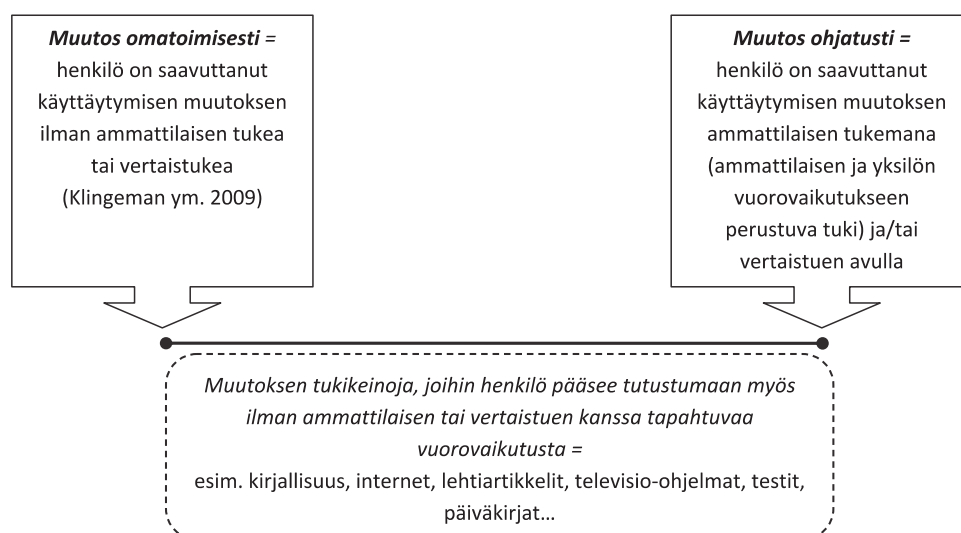 Muutos omatoimisesti =
henkilö on saavuttanut
käyttäytymisen muutoksen
ilman ammattilaisen tukea
tai vertaistukea
(Klingeman ym. 2009)
Muutos ohjatusti =
henkilö on saavuttanut
käyttäytymisen muutoksen
ammattilaisen tukemana
(ammattilaisen ja yksilön
vuorovaikutukseen
perustuva tuki) ja/tai
vertaistuen avulla
Muutoksen tukikeinoja, joihin henkilö pääsee tutustumaan myös
ilman ammattilaisen tai vertaistuen kanssa tapahtuvaa
vuorovaikutusta =
esim. kirjallisuus, internet, lehtiartikkelit, televisio-ohjelmat, testit,
päiväkirjat…